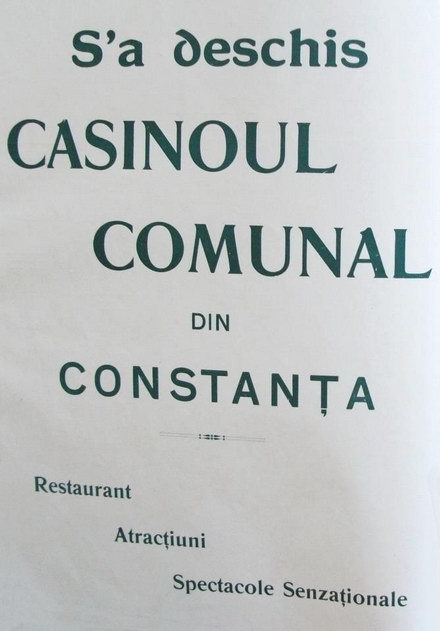 S'a deschis
CASINOUL
COMUNAL
DIN
CONSTANȚA
Restaurant
Atracțiuni
Spectacole Senzaționale